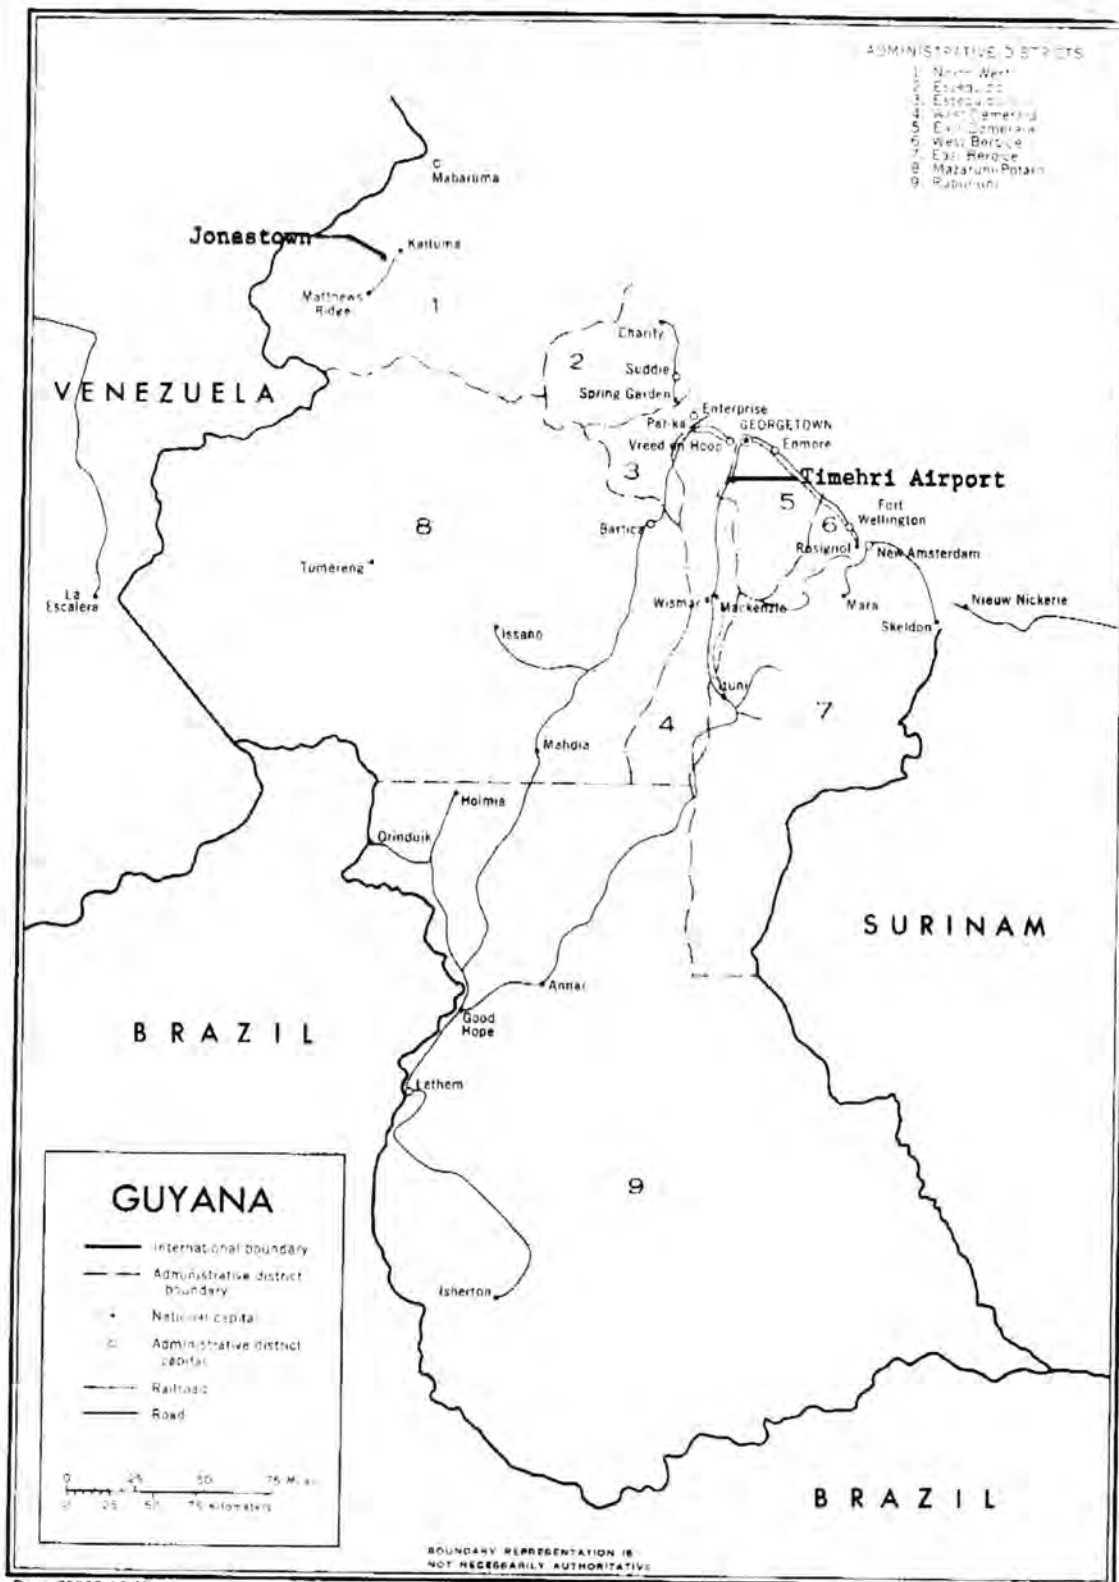 ADMINISTRATIVE DISTRICTS
1. North West
2. Essequibo
3. Essequibo
4. West Demerara
5. East Demerara
6. West Berbice
7. East Berbice
8. Mazaruni-Potaro
9. Rupununi
Mabaruma
Jonestown
Kaituma
Matthews
Ridge
1
Charity
2
VENEZUELA
Suddie
Spring Garden
Enterprise
Parika
GEORGETOWN
Vreed en Hoop
Enmore
3
Timehri Airport
5
Fort
Wellington
8
Bartica
6
Rosignol
New Amsterdam
Tumereng
La
Escalera
Wismar
Mackenzie
Mara
Nieuw Nickerie
Skeldon
Issano
Ituni
4
7
Mahdia
Holmia
Orinduik
SURINAM
Annai
Good
Hope
BRAZIL
Lethem
9
Isherton
GUYANA
International boundary
Administrative district
boundary
National capital
Administrative district
capital
Railroad
Road
0 25 50 75 Miles
0 25 50 75 Kilometers
BRAZIL
BOUNDARY REPRESENTATION IS
NOT NECESSARILY AUTHORITATIVE